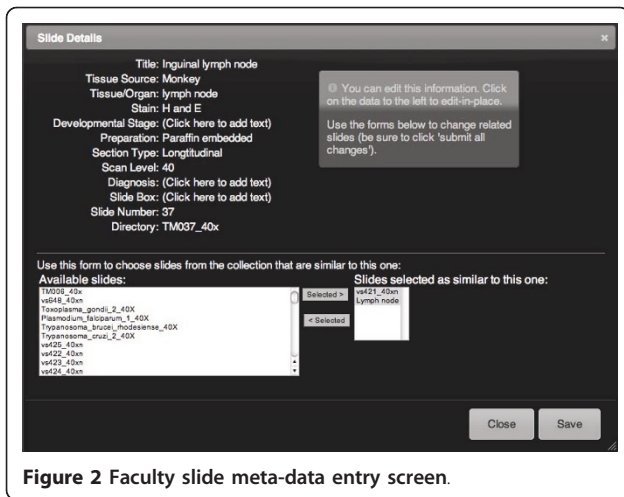 Slide Details ×
Title: Inguinal lymph node
Tissue Source: Monkey
Tissue/Organ: lymph node
Stain: H and E
Developmental Stage: (Click here to add text)
Preparation: Paraffin embedded
Section Type: Longtitudinal
Scan Level: 40
Diagnosis: (Click here to add text)
Slide Box: (Click here to add text)
Slide Number: 37
Directory: TM037_40x
You can edit this information. Click
on the data to the left to edit-in-place.
Use the forms below to change related
slides (be sure to click 'submit all
changes').
Use this form to choose slides from the collection that are similar to this one:
Available slides:
TM006_40x
vs648_40xn
Toxoplasma_gondii_2_40X
Plasmodium_falciparum_1_40X
Trypanosoma_brucei_rhodesiense_40X
Trypanosoma_cruzi_2_40X
vs425_40xn
vs422_40xn
vs423_40xn
vs424_40xn
Selected >
< Selected
Slides selected as similar to this one:
vs421_40xn
Lymph node
Close Save
Figure 2 Faculty slide meta-data entry screen.